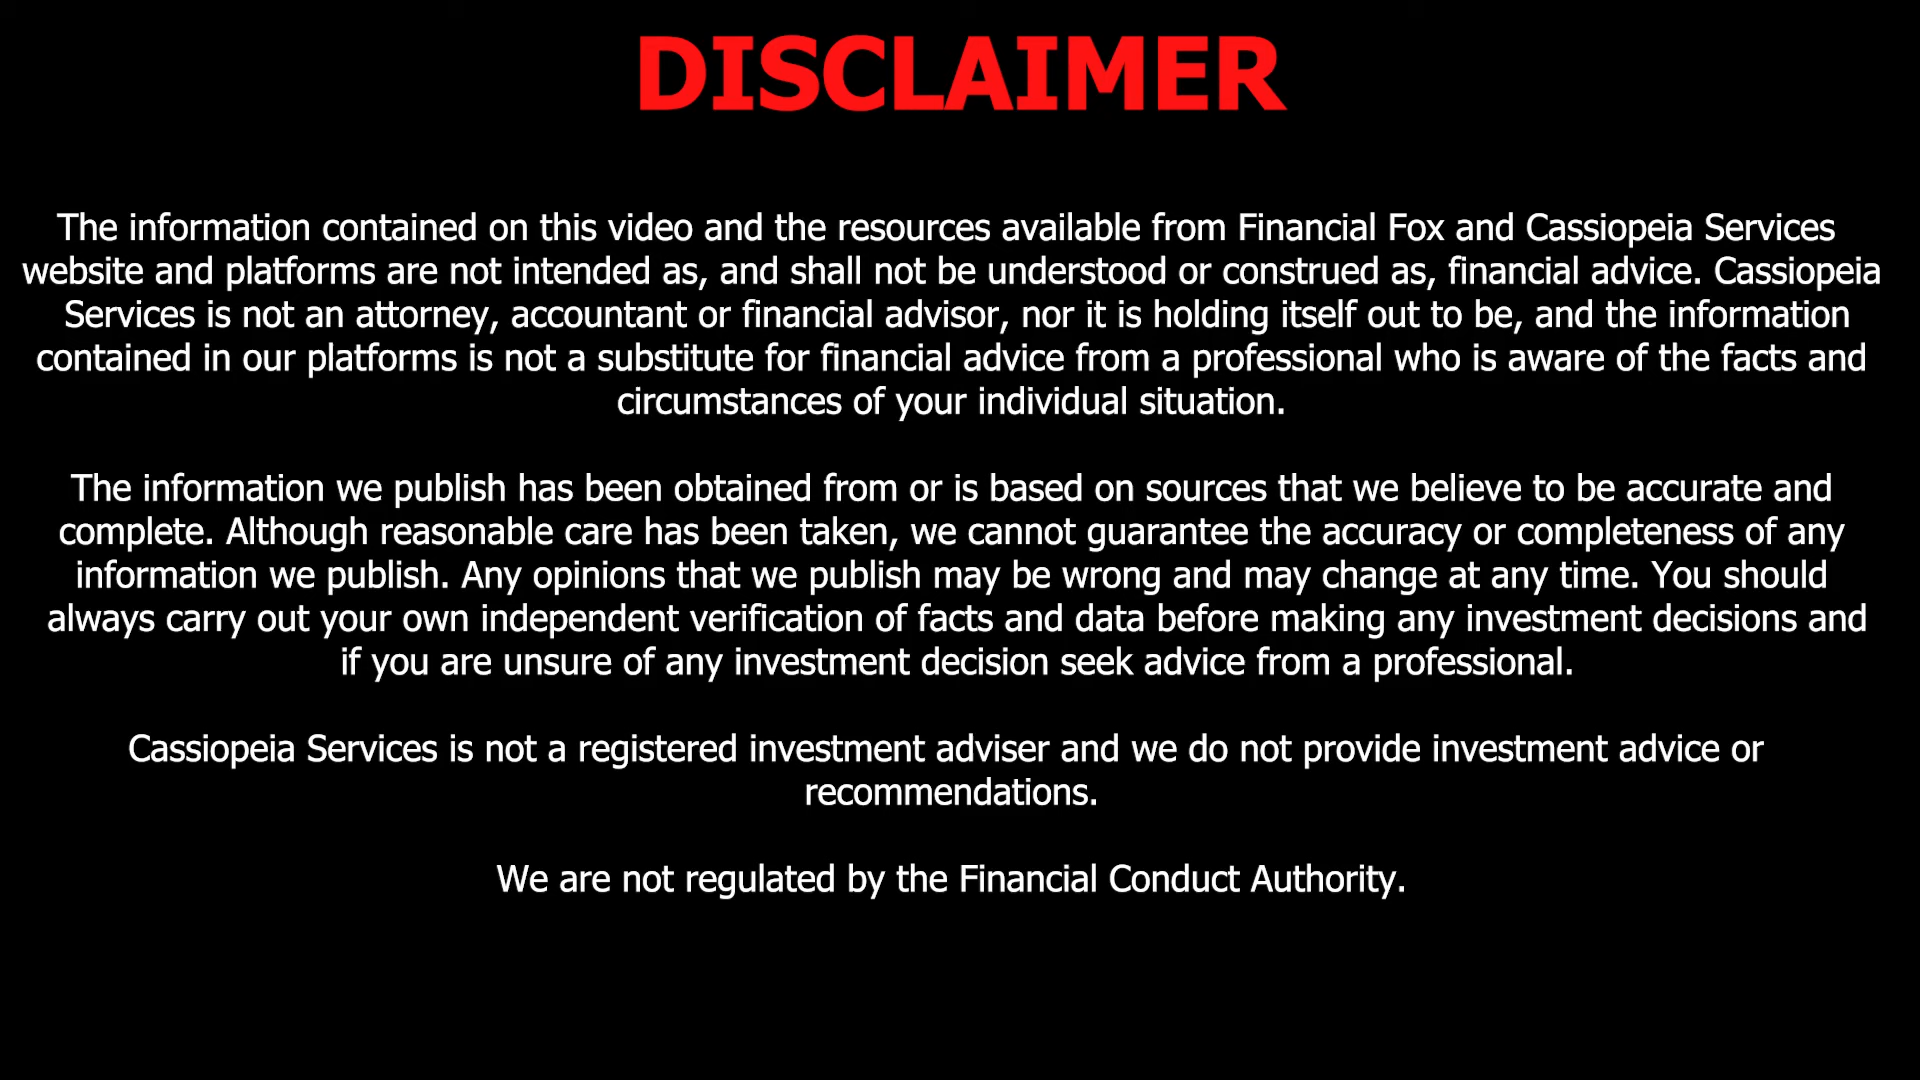 DISCLAIMER
The information contained on this video and the resources available from Financial Fox and Cassiopeia Services
website and platforms are not intended as, and shall not be understood or construed as, financial advice. Cassiopeia
Services is not an attorney, accountant or financial advisor, nor it is holding itself out to be, and the information
contained in our platforms is not a substitute for financial advice from a professional who is aware of the facts and
circumstances of your individual situation.
The information we publish has been obtained from or is based on sources that we believe to be accurate and
complete. Although reasonable care has been taken, we cannot guarantee the accuracy or completeness of any
information we publish. Any opinions that we publish may be wrong and may change at any time. You should
always carry out your own independent verification of facts and data before making any investment decisions and
if you are unsure of any investment decision seek advice from a professional.
Cassiopeia Services is not a registered investment adviser and we do not provide investment advice or
recommendations.
We are not regulated by the Financial Conduct Authority.